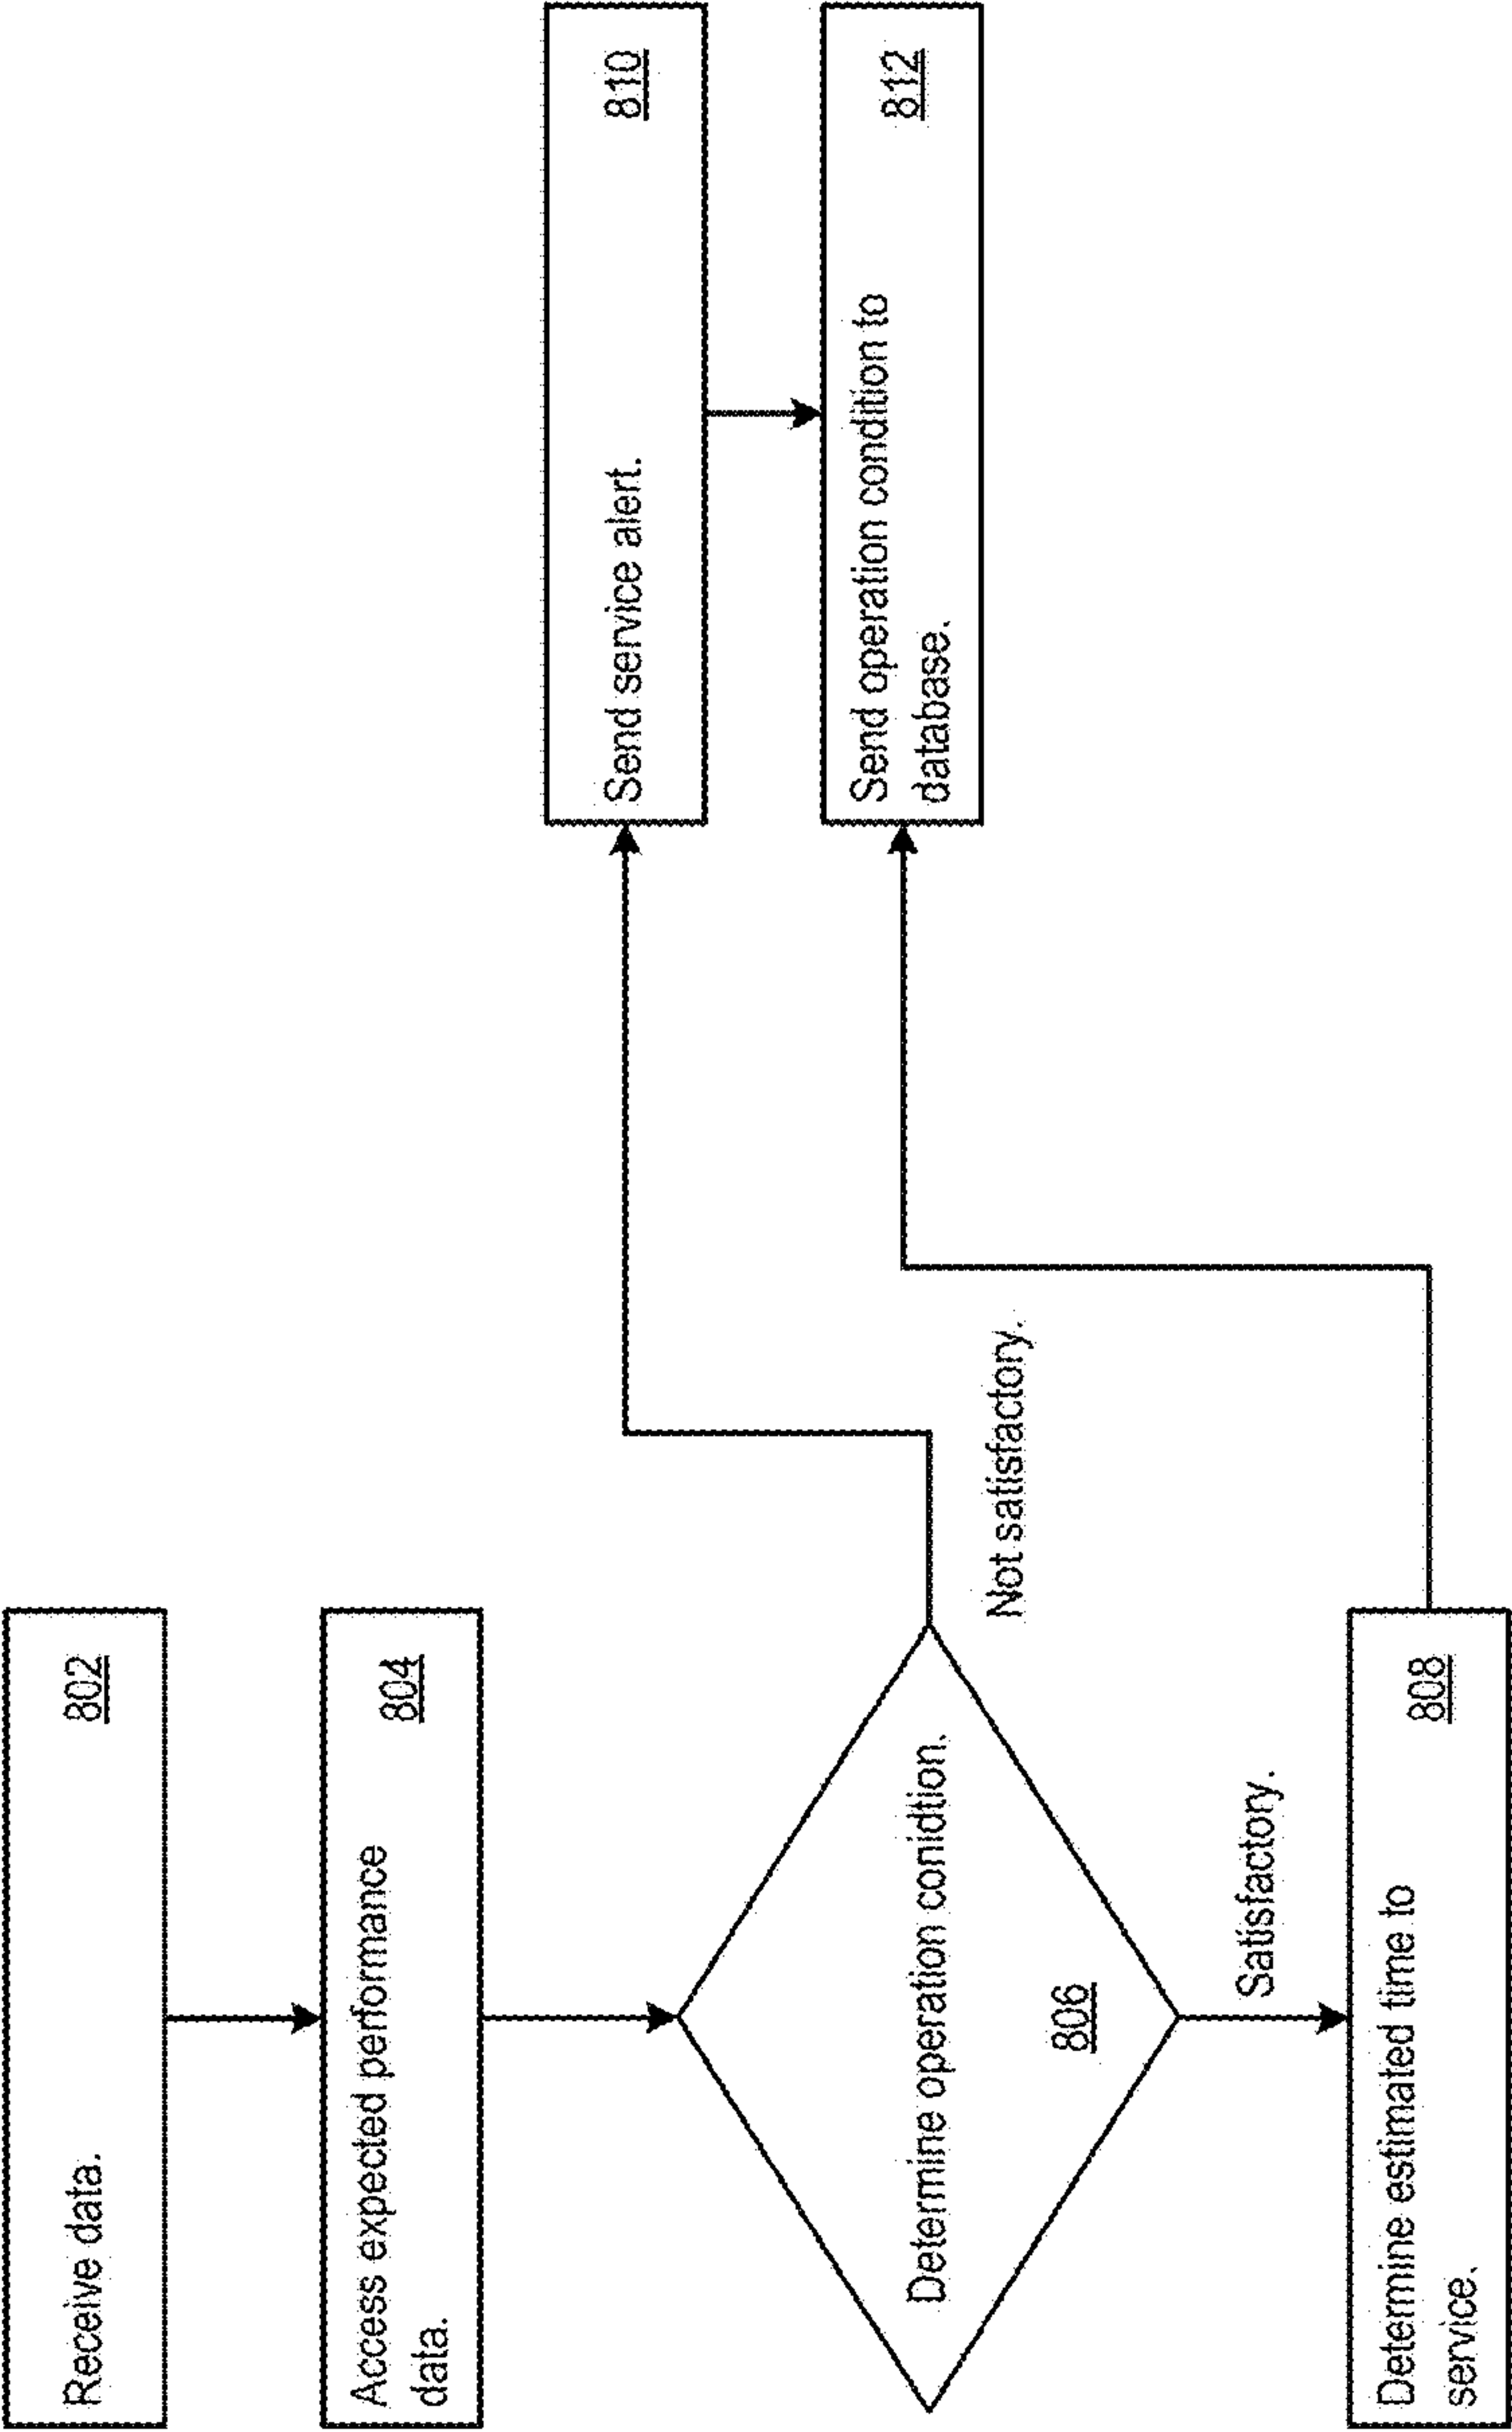 Receive data.
802
Access expected performance
data.
804
Determine operation conidtion.
806
Not satisfactory.
Satisfactory.
Determine estimated time to
service.
808
Send service alert.
810
Send operation condition to
database.
812